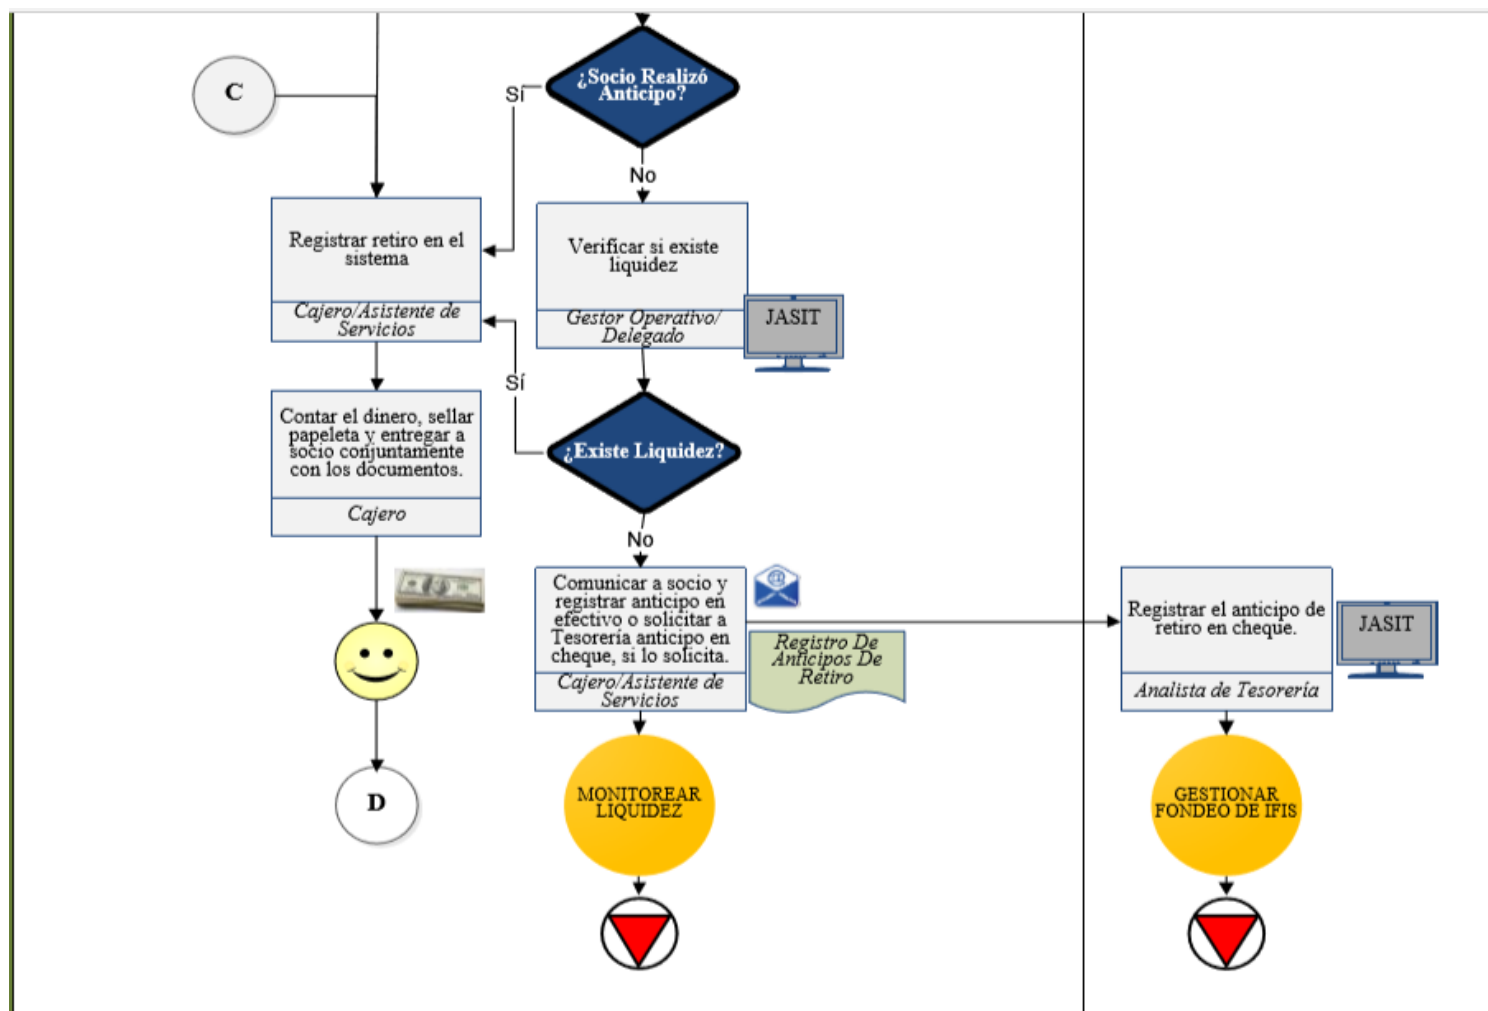 C
¿Socio Realizó
Anticipo?
Sí
No
Registrar retiro en el
sistema
Cajero/Asistente de
Servicios
Verificar si existe
liquidez
Gestor Operativo/
Delegado
JASIT
Sí
Contar el dinero, sellar
papeleta y entregar a
socio conjuntamente
con los documentos.
Cajero
¿Existe Liquidez?
No
Comunicar a socio y
registrar anticipo en
efectivo o solicitar a
Tesorería anticipo en
cheque, si lo solicita.
Cajero/Asistente de
Servicios
Registro De
Anticipos De
Retiro
Registrar el anticipo de
retiro en cheque.
Analista de Tesorería
JASIT
D
MONITOREAR
LIQUIDEZ
GESTIONAR
FONDEO DE IFIS